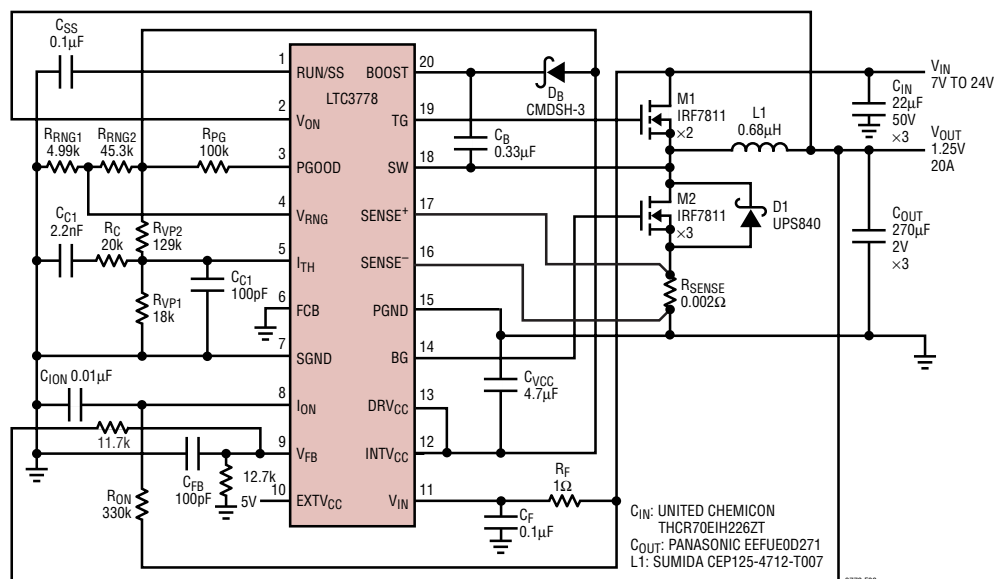 CSS
0.1µF
1
RUN/SS
LTC3778
BOOST
20
DB
CMDSH-3
VIN
7V TO 24V
CIN
22µF
50V
×3
2
VON
TG
19
M1
IRF7811
×2
L1
0.68µH
VOUT
1.25V
20A
RRNG1
4.99k
RRNG2
45.3k
RPG
100k
3
PGOOD
SW
18
CB
0.33µF
4
VRNG
SENSE+
17
M2
IRF7811
×3
D1
UPS840
CC1
2.2nF
RC
20k
RVP2
129k
5
ITH
SENSE–
16
COUT
270µF
2V
×3
CC1
100pF
6
FCB
PGND
15
RSENSE
0.002Ω
RVP1
18k
7
SGND
BG
14
CVCC
4.7µF
CION 0.01µF
8
ION
DRVCC
13
11.7k
9
VFB
INTVCC
12
CFB
100pF
12.7k
RON
330k
5V
10
EXTVCC
VIN
11
RF
1Ω
CF
0.1µF
CIN: UNITED CHEMICON
THCR70EIH226ZT
COUT: PANASONIC EEFUE0D271
L1: SUMIDA CEP125-4712-T007